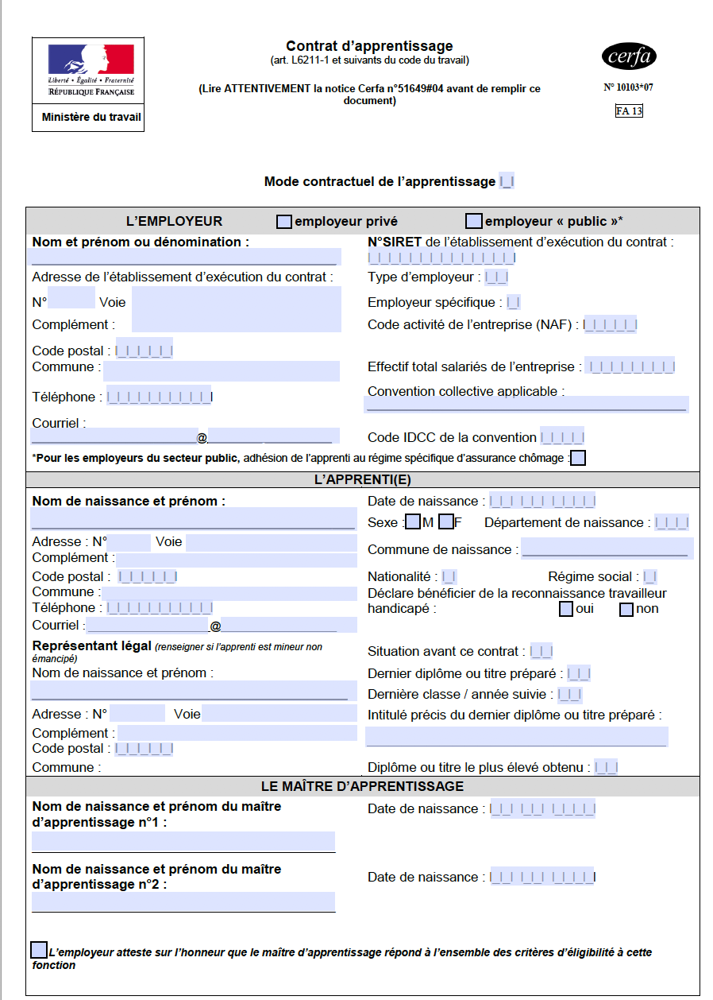 Contrat d'apprentissage
(art. L6211-1 et suivants du code du travail)
(Lire ATTENTIVEMENT la notice Cerfa n°51649#04 avant de remplir ce
document)
Liberté • Égalité • Fraternité
RÉPUBLIQUE FRANÇAISE
Ministère du travail
cerfa
N° 10103*07
FA 13
Mode contractuel de l'apprentissage |_|
L'EMPLOYEUR employeur privé employeur « public »*
Nom et prénom ou dénomination :
Adresse de l'établissement d'exécution du contrat :
N° Voie
Complément :
Code postal : |_|_|_|_|_|
Commune :
Téléphone : |_|_|_|_|_|_|_|_|_|_|
Courriel :
@
N°SIRET de l'établissement d'exécution du contrat :
|_|_|_|_|_|_|_|_|_|_|_|_|_|_|
Type d'employeur : |_|_|
Employeur spécifique : |_|
Code activité de l'entreprise (NAF) : |_|_|_|_|_|
Effectif total salariés de l'entreprise : |_|_|_|_|_|_|_|_|
Convention collective applicable :
Code IDCC de la convention |_|_|_|_|
*Pour les employeurs du secteur public, adhésion de l'apprenti au régime spécifique d'assurance chômage :
L'APPRENTI(E)
Nom de naissance et prénom :
Adresse : N° Voie
Complément :
Code postal : |_|_|_|_|_|
Commune :
Téléphone : |_|_|_|_|_|_|_|_|_|_|
Courriel : @
Représentant légal (renseigner si l'apprenti est mineur non
émancipé)
Nom de naissance et prénom :
Adresse : N° Voie
Complément :
Code postal : |_|_|_|_|_|
Commune :
Date de naissance : |_|_| |_|_| |_|_|_|_|
Sexe : M F Département de naissance : |_|_|_|
Commune de naissance :
Nationalité : |_| Régime social : |_|
Déclare bénéficier de la reconnaissance travailleur
handicapé : oui non
Situation avant ce contrat : |_|_|
Dernier diplôme ou titre préparé : |_|_|
Dernière classe / année suivie : |_|_|
Intitulé précis du dernier diplôme ou titre préparé :
Diplôme ou titre le plus élevé obtenu : |_|_|
LE MAÎTRE D'APPRENTISSAGE
Nom de naissance et prénom du maître
d'apprentissage n°1 :
Date de naissance : |_|_| |_|_| |_|_|_|_|
Nom de naissance et prénom du maître
d'apprentissage n°2 :
Date de naissance : |_|_| |_|_| |_|_|_|_|
L'employeur atteste sur l'honneur que le maître d'apprentissage répond à l'ensemble des critères d'éligibilité à cette
fonction